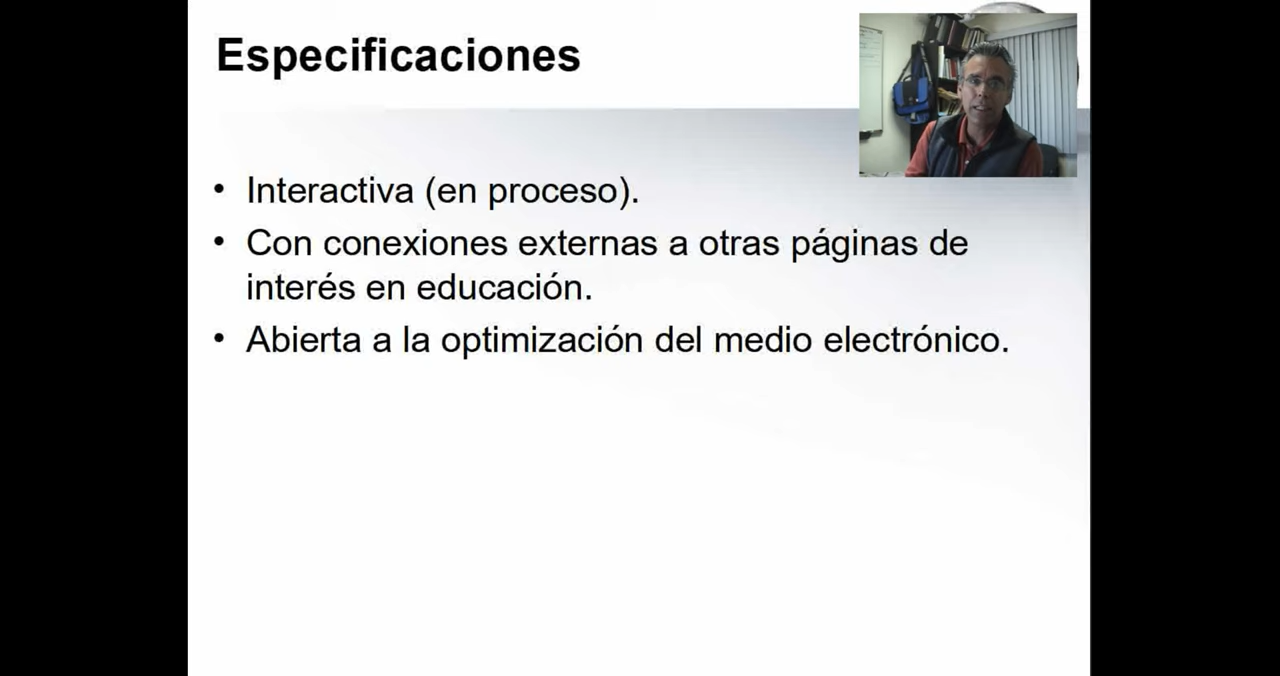 Especificaciones
• Interactiva (en proceso).
• Con conexiones externas a otras páginas de
interés en educación.
• Abierta a la optimización del medio electrónico.